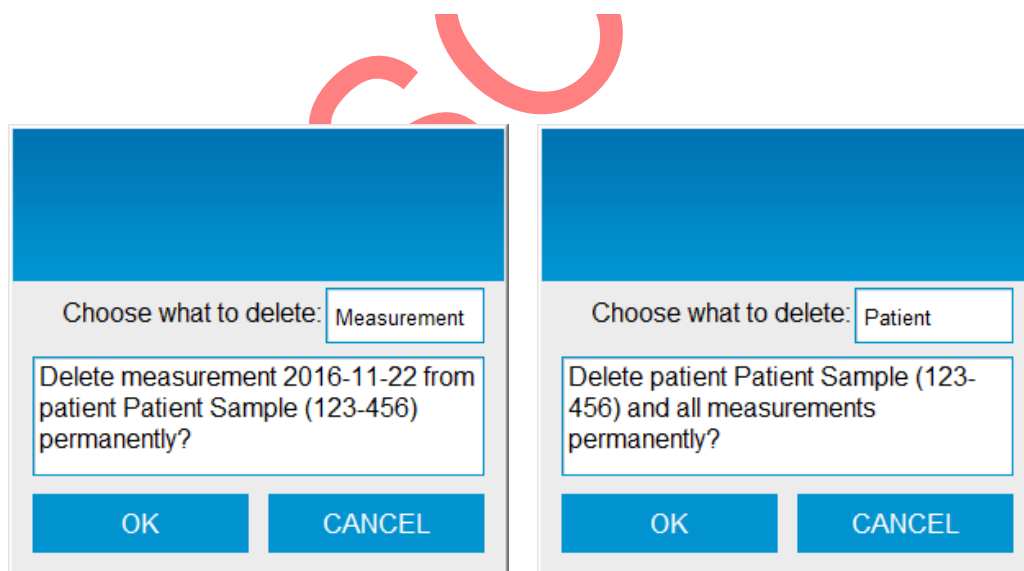 Choose what to delete: Measurement
Delete measurement 2016-11-22 from
patient Patient Sample (123-456)
permanently?
OK CANCEL
Choose what to delete: Patient
Delete patient Patient Sample (123-
456) and all measurements
permanently?
OK CANCEL